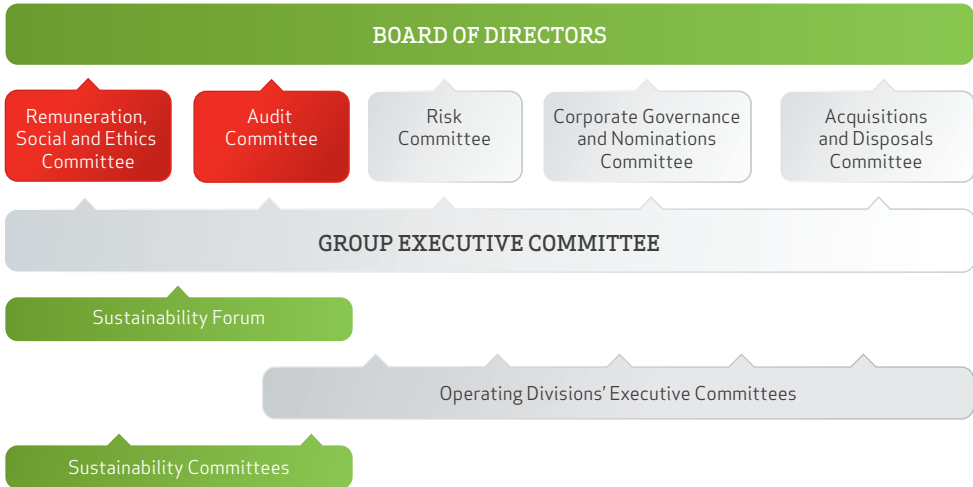 BOARD OF DIRECTORS
Remuneration,
Social and Ethics
Committee
Audit
Committee
Risk
Committee
Corporate Governance
and Nominations
Committee
Acquisitions
and Disposals
Committee
GROUP EXECUTIVE COMMITTEE
Sustainability Forum
Operating Divisions’ Executive Committees
Sustainability Committees